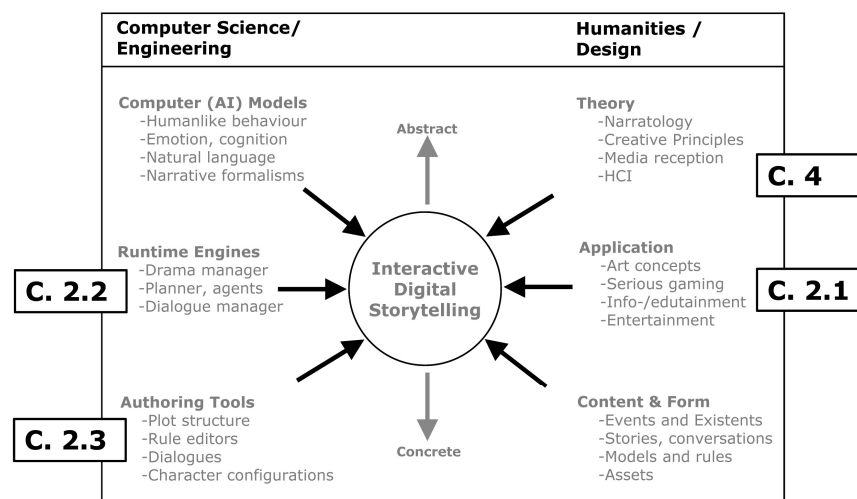 Computer Science/
Engineering
Humanities /
Design
Computer (AI) Models
-Humanlike behaviour
-Emotion, cognition
-Natural language
-Narrative formalisms
Abstract
Theory
-Narratology
-Creative Principles
-Media reception
-HCI
C. 4
Runtime Engines
-Drama manager
-Planner, agents
-Dialogue manager
C. 2.2
Interactive
Digital
Storytelling
Application
-Art concepts
-Serious gaming
-Info-/edutainment
-Entertainment
C. 2.1
Authoring Tools
-Plot structure
-Rule editors
-Dialogues
-Character configurations
C. 2.3
Concrete
Content & Form
-Events and Existents
-Stories, conversations
-Models and rules
-Assets